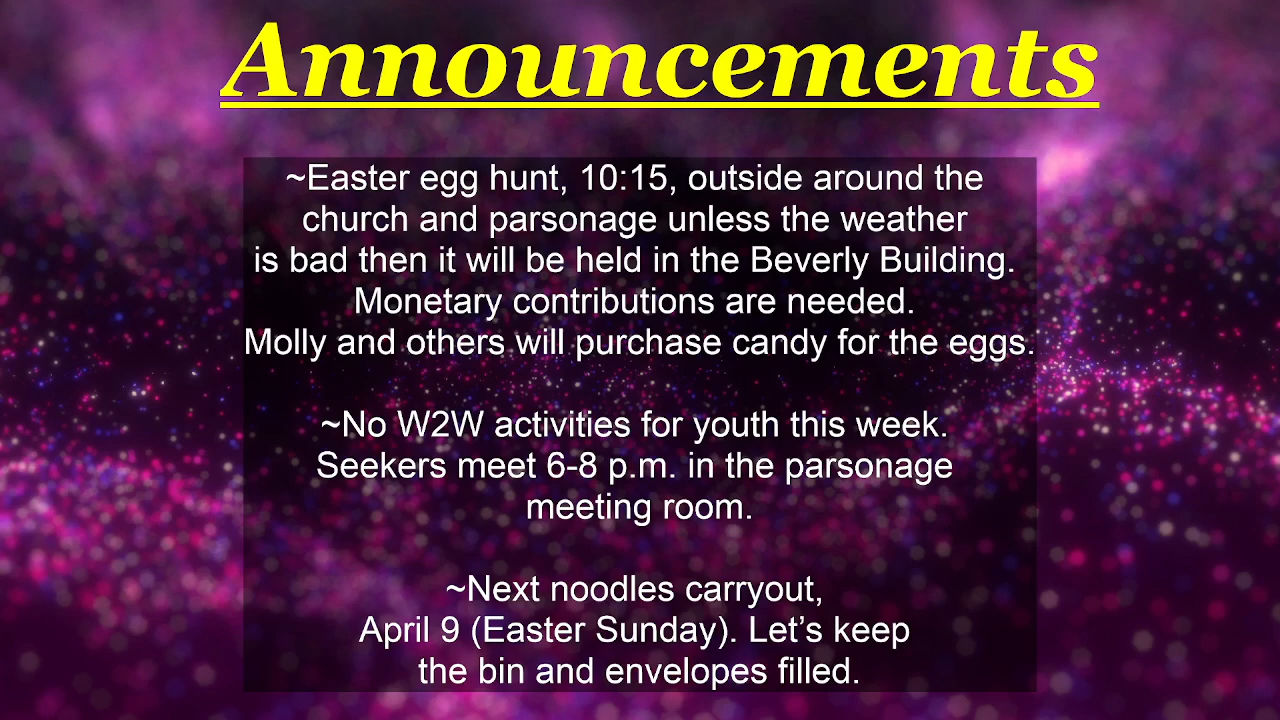 Announcements
~Easter egg hunt, 10:15, outside around the
church and parsonage unless the weather
is bad then it will be held in the Beverly Building.
Monetary contributions are needed.
Molly and others will purchase candy for the eggs.
~No W2W activities for youth this week.
Seekers meet 6-8 p.m. in the parsonage
meeting room.
~Next noodles carryout,
April 9 (Easter Sunday). Let’s keep
the bin and envelopes filled.